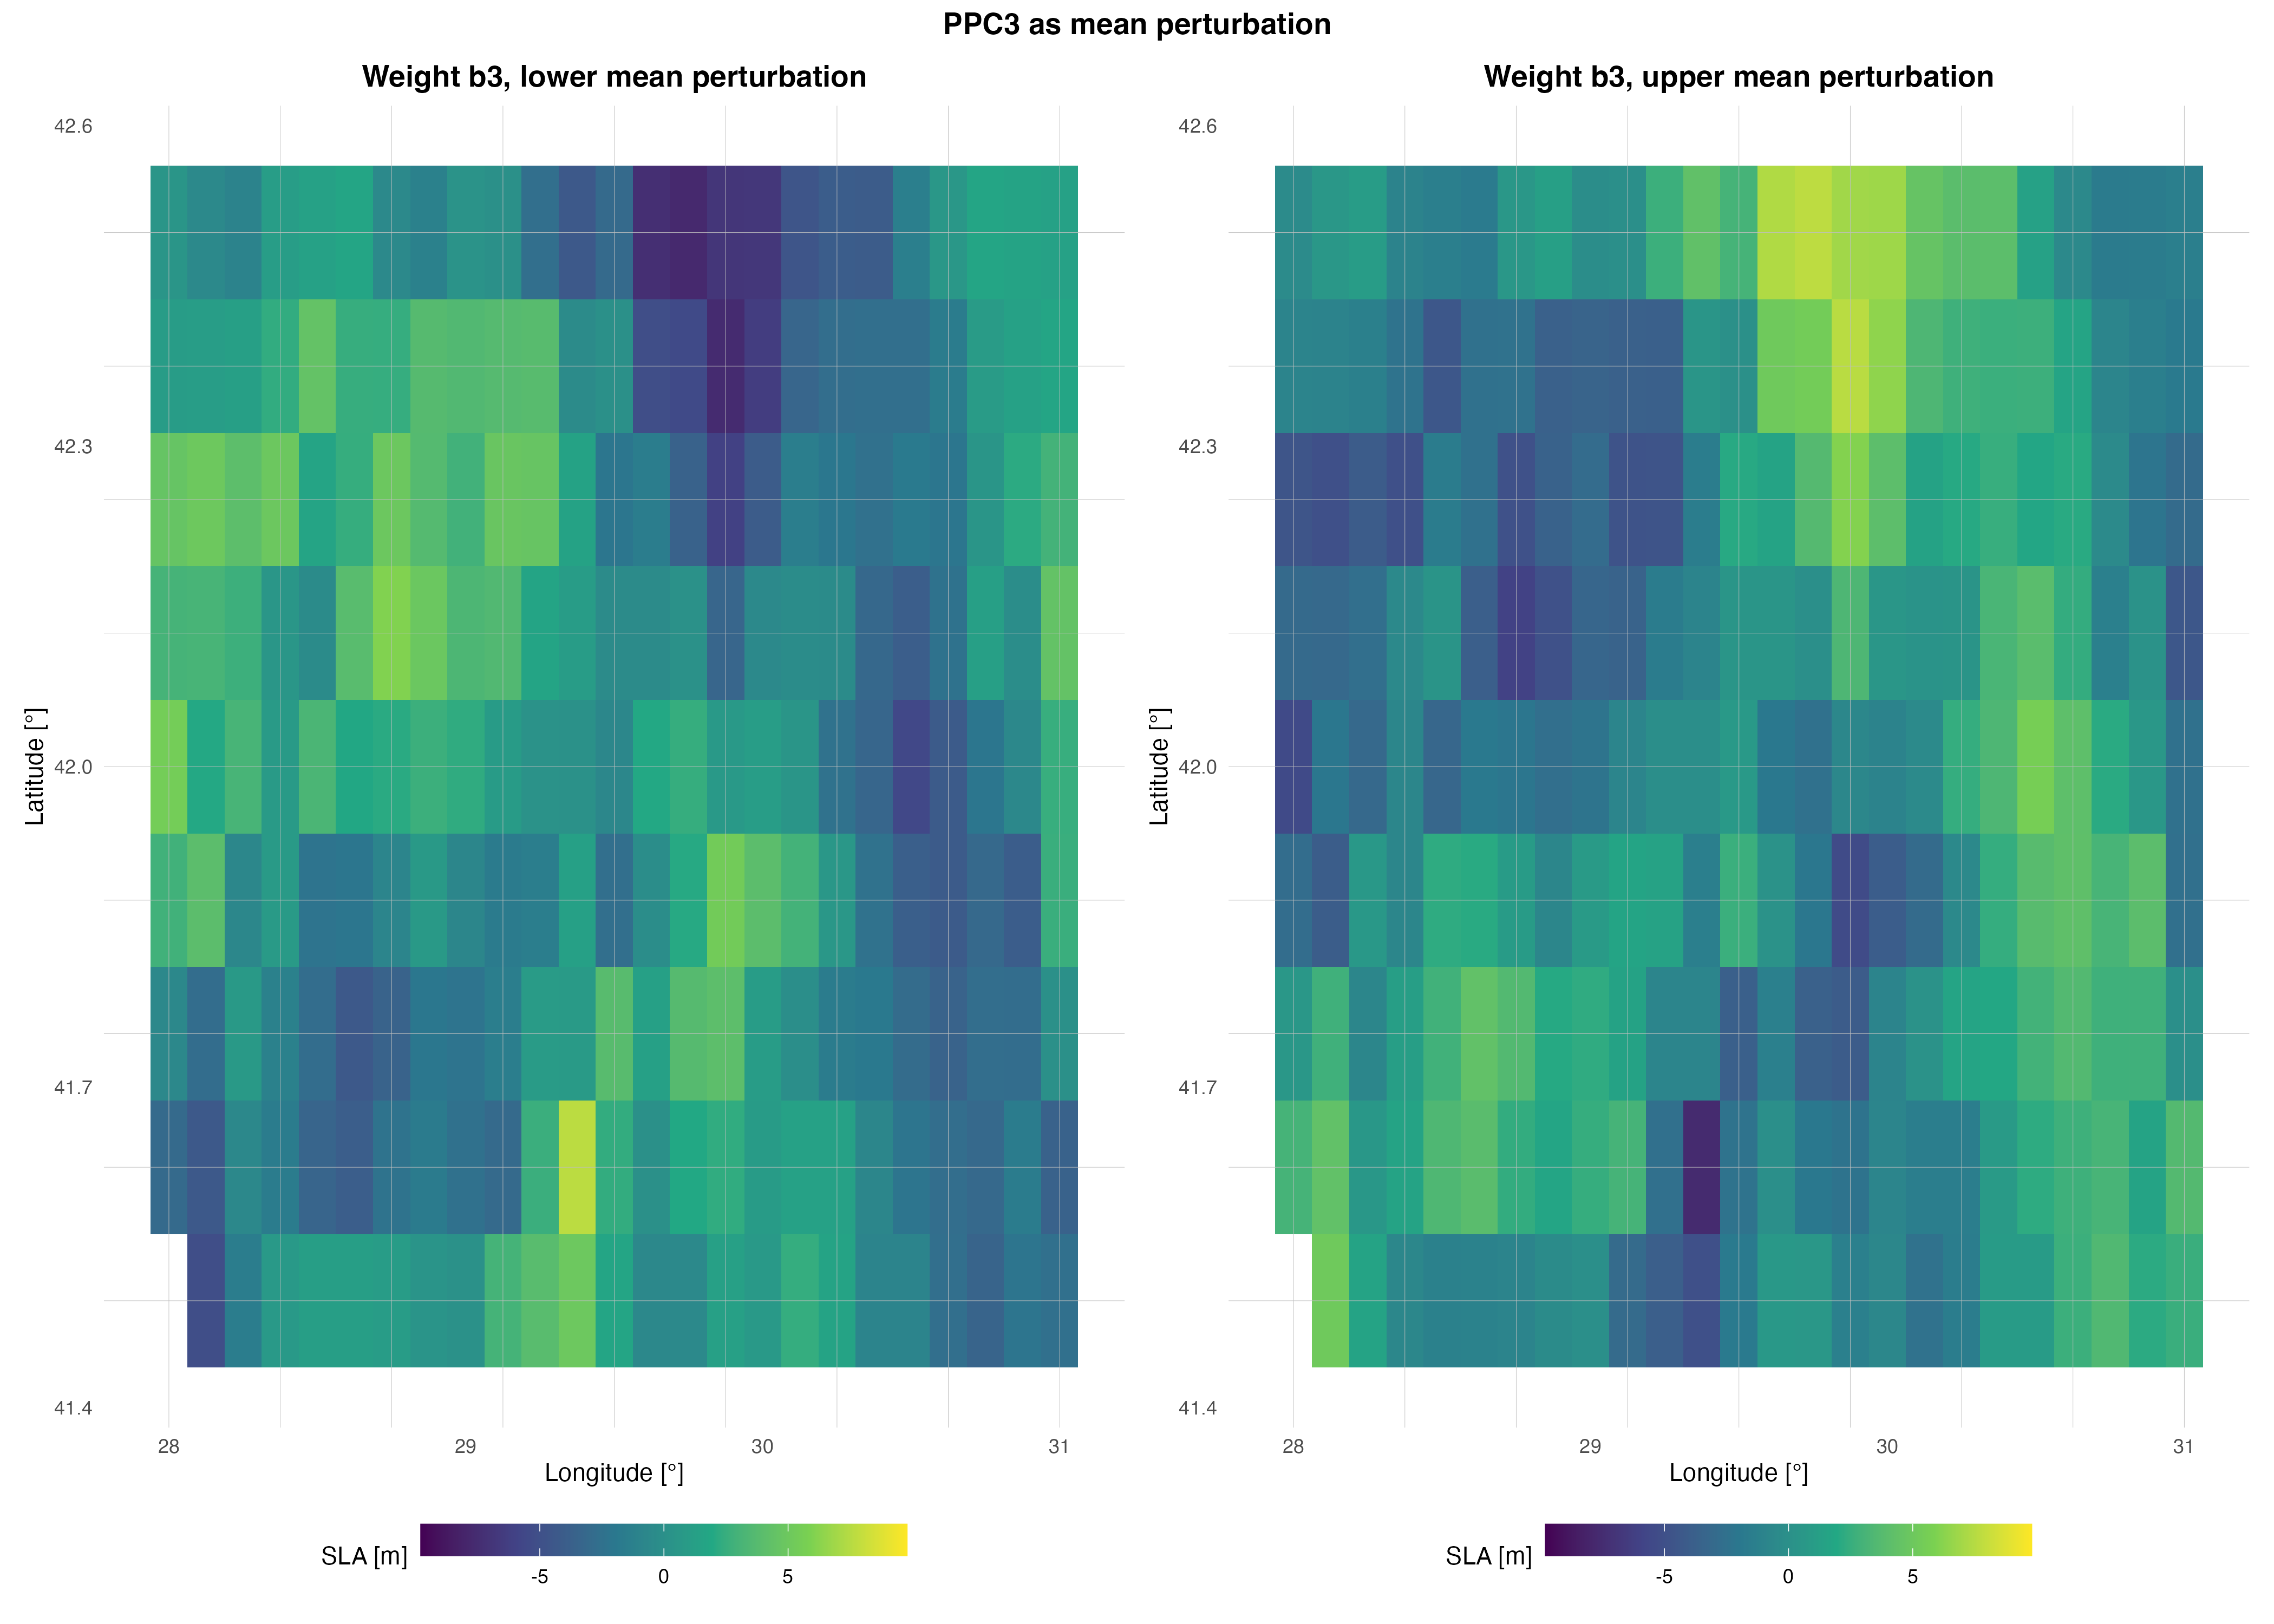 PPC3 as mean perturbation
Weight b3, lower mean perturbation
Weight b3, upper mean perturbation
42.6
42.3
42.0
41.7
41.4
Latitude [°]
28 29 30 31
Longitude [°]
SLA [m]
-5 0 5
42.6
42.3
42.0
41.7
41.4
Latitude [°]
28 29 30 31
Longitude [°]
SLA [m]
-5 0 5